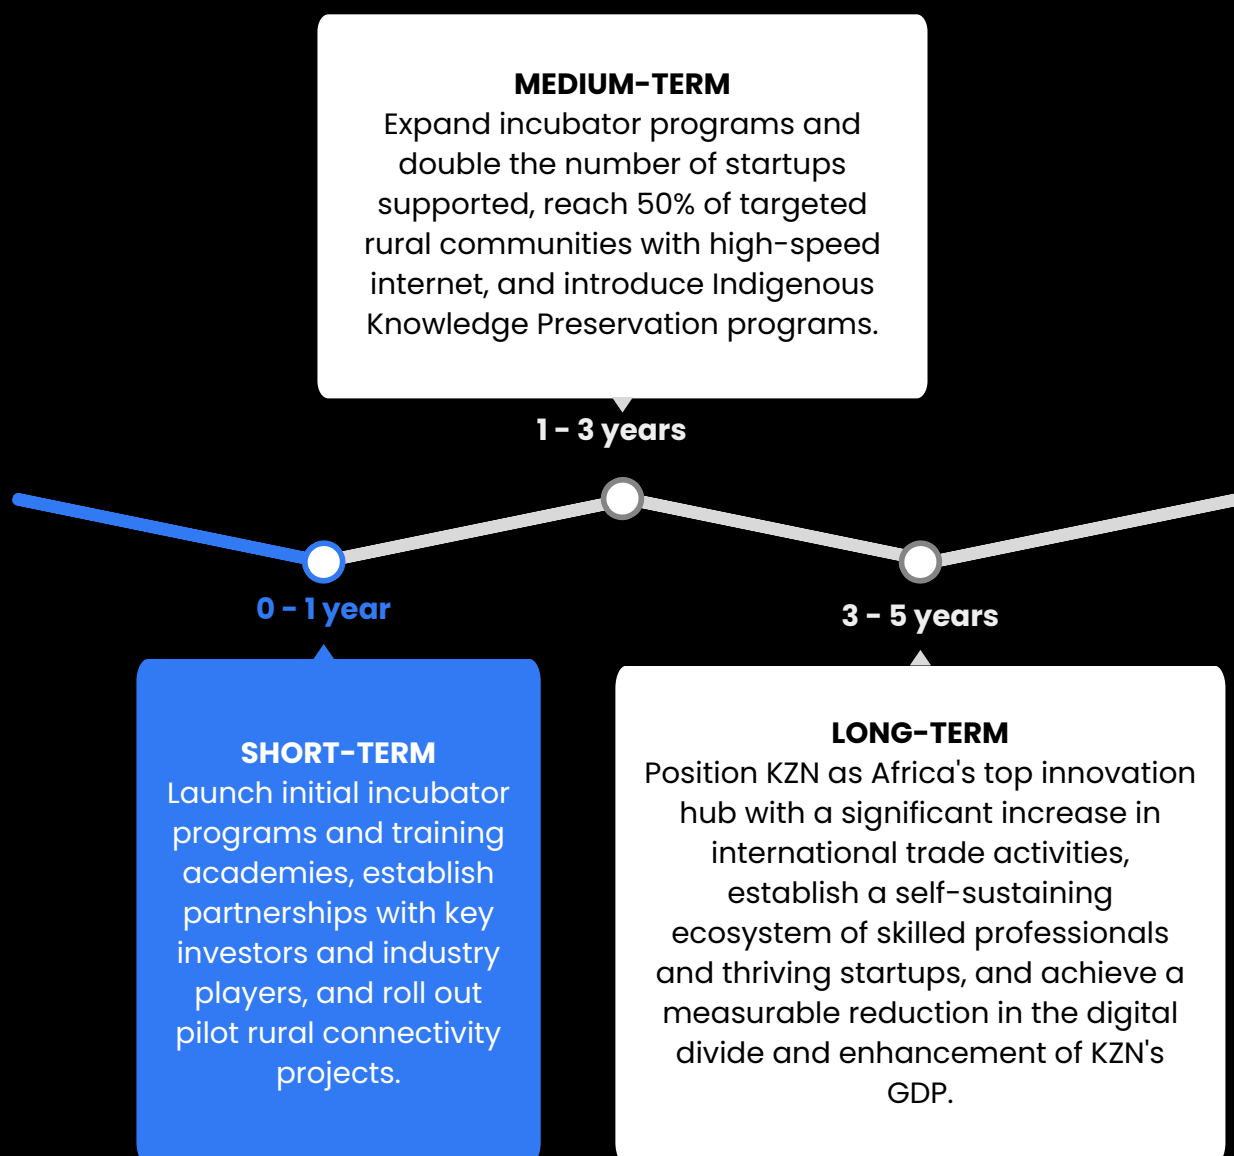 MEDIUM-TERM
Expand incubator programs and
double the number of startups
supported, reach 50% of targeted
rural communities with high-speed
internet, and introduce Indigenous
Knowledge Preservation programs.
1 - 3 years
0 - 1 year
3 - 5 years
SHORT-TERM
Launch initial incubator
programs and training
academies, establish
partnerships with key
investors and industry
players, and roll out
pilot rural connectivity
projects.
LONG-TERM
Position KZN as Africa's top innovation
hub with a significant increase in
international trade activities,
establish a self-sustaining
ecosystem of skilled professionals
and thriving startups, and achieve a
measurable reduction in the digital
divide and enhancement of KZN's
GDP.